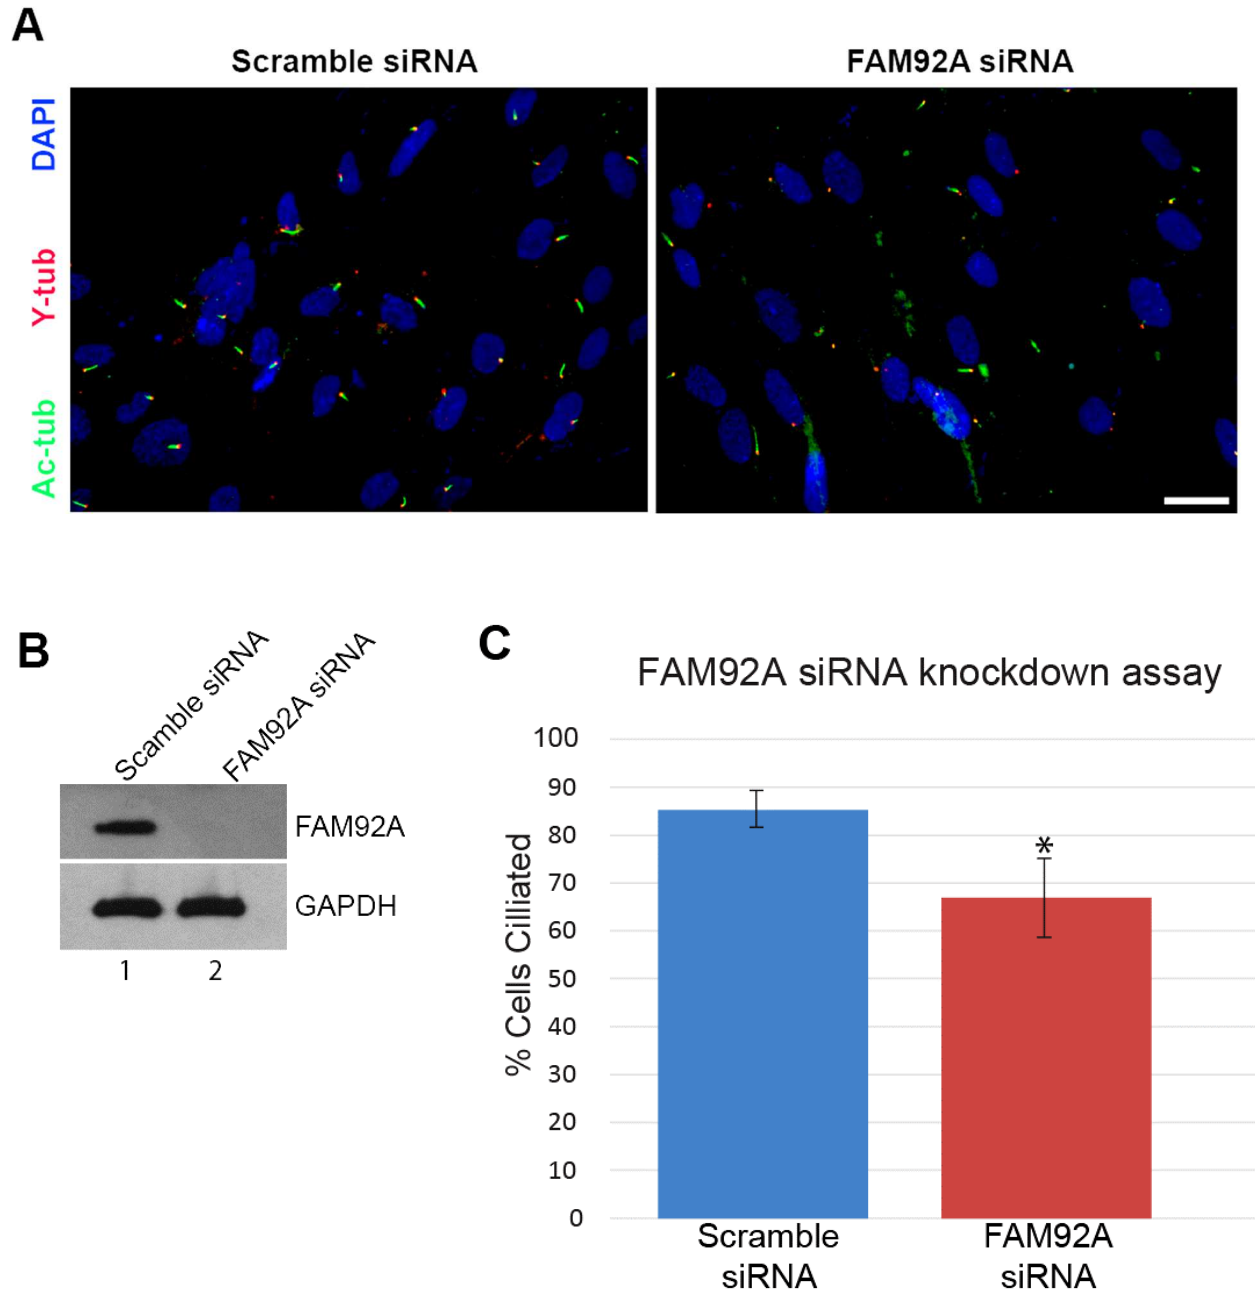 A
Scramble siRNA
FAM92A siRNA
DAPI
Y-tub
Ac-tub
B
Scamble siRNA
FAM92A siRNA
FAM92A
GAPDH
1 2
C
FAM92A siRNA knockdown assay
% Cells Cilliated
100
90
80
70
60
50
40
30
20
10
0
*
Scramble
siRNA
FAM92A
siRNA